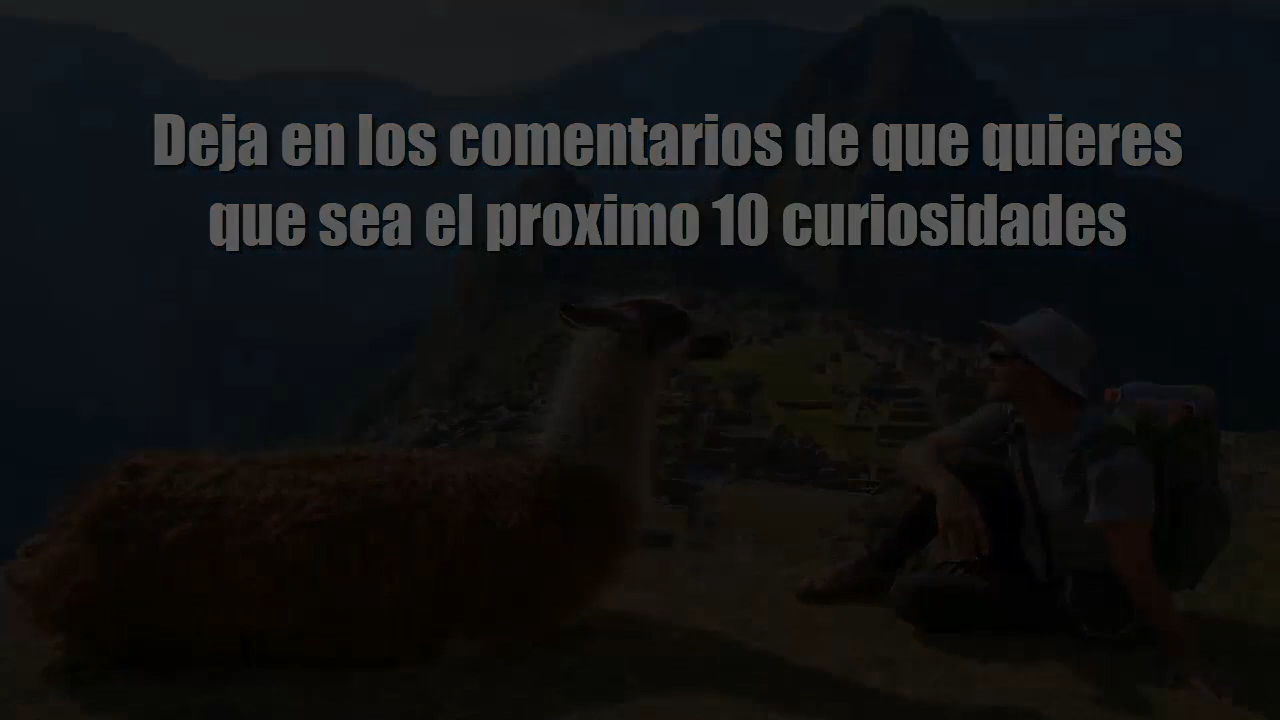 Deja en los comentarios de que quieres
que sea el proximo 10 curiosidades